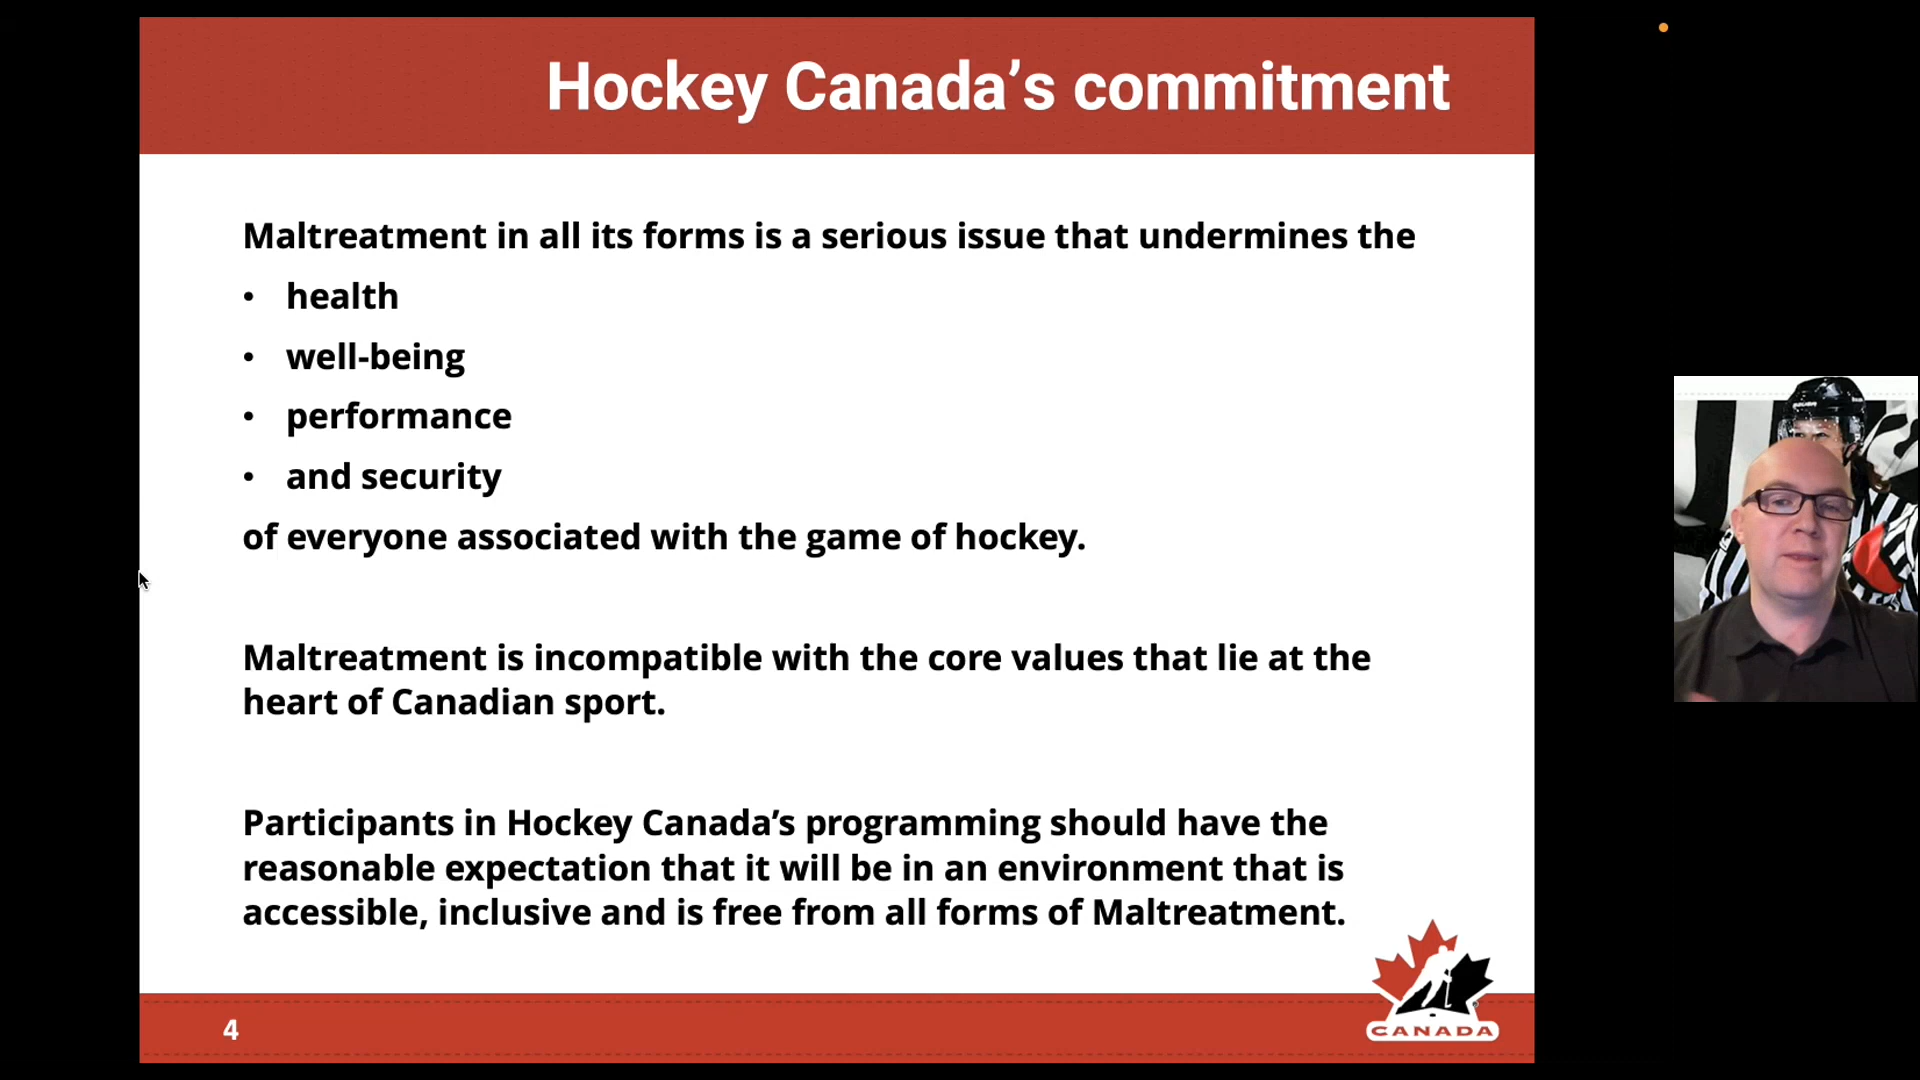 Hockey Canada’s commitment
Maltreatment in all its forms is a serious issue that undermines the
• health
• well-being
• performance
• and security
of everyone associated with the game of hockey.
Maltreatment is incompatible with the core values that lie at the
heart of Canadian sport.
Participants in Hockey Canada’s programming should have the
reasonable expectation that it will be in an environment that is
accessible, inclusive and is free from all forms of Maltreatment.
4
CANADA